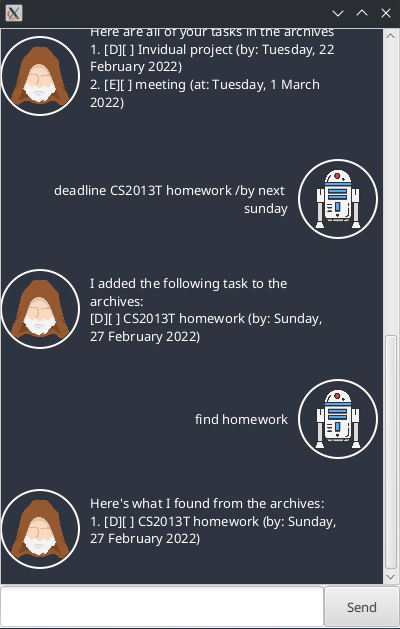 Here are all of your tasks in the archives
1. [D][ ] Invidual project (by: Tuesday, 22
February 2022)
2. [E][ ] meeting (at: Tuesday, 1 March
2022)
deadline CS2013T homework /by next
sunday
I added the following task to the
archives:
[D][ ] CS2013T homework (by: Sunday,
27 February 2022)
find homework
Here's what I found from the archives:
1. [D][ ] CS2013T homework (by: Sunday,
27 February 2022)
Send